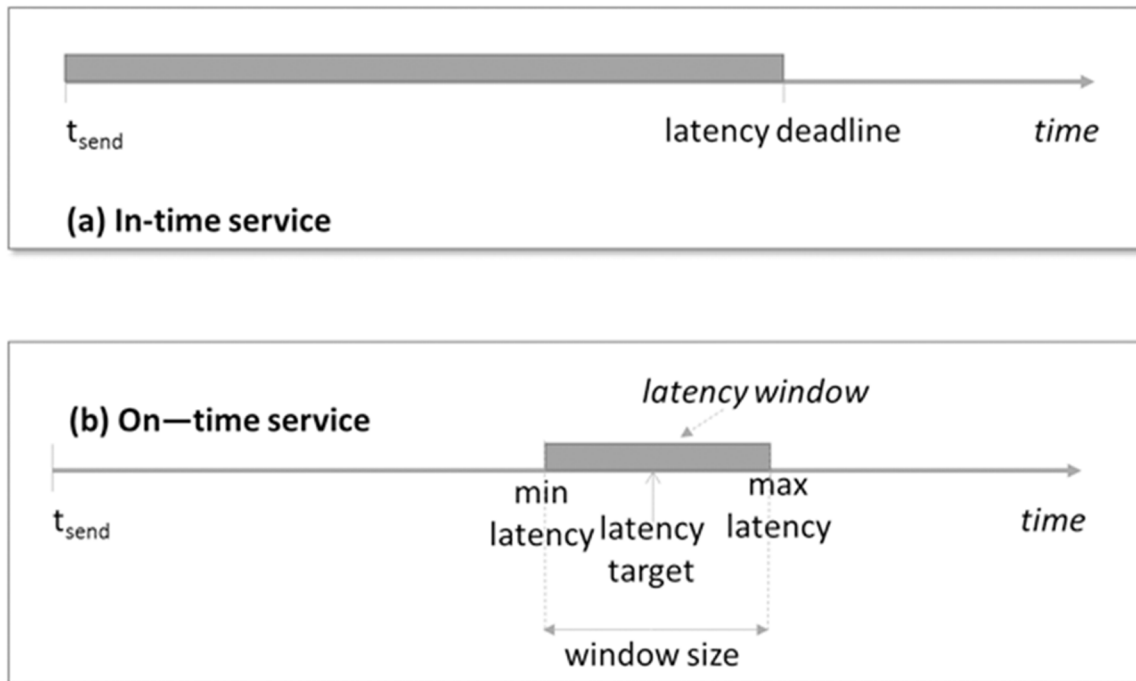 t_send
latency deadline
time
(a) In-time service
latency window
(b) On—time service
min
latency
latency
target
max
latency
t_send
time
window size